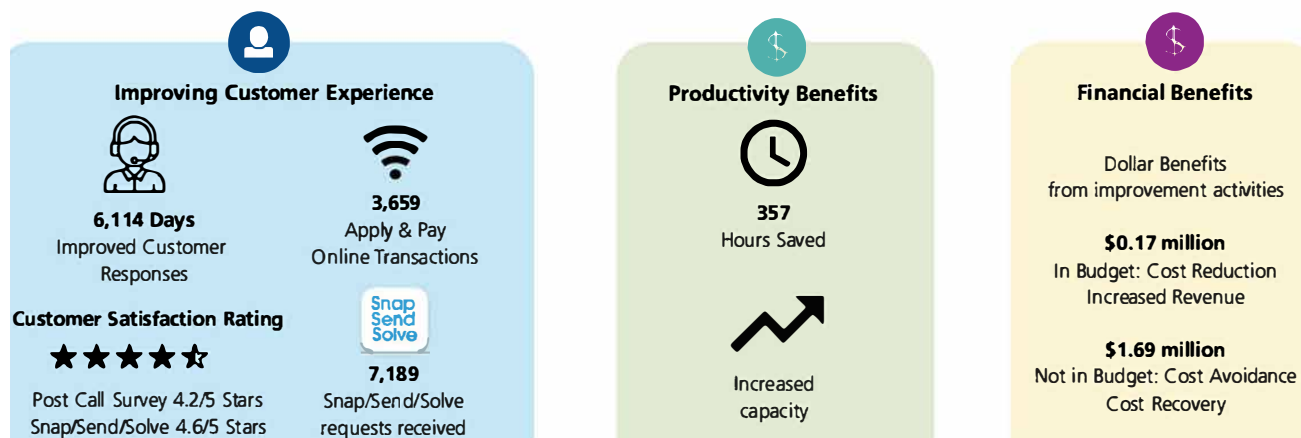 Improving Customer Experience
6,114 Days
Improved Customer
Responses
3,659
Apply & Pay
Online Transactions
Customer Satisfaction Rating
Post Call Survey 4.2/5 Stars
Snap/Send/Solve 4.6/5 Stars
Snap
Send
Solve
7,189
Snap/Send/Solve
requests received
Productivity Benefits
357
Hours Saved
Increased
capacity
Financial Benefits
Dollar Benefits
from improvement activities
$0.17 million
In Budget: Cost Reduction
Increased Revenue
$1.69 million
Not in Budget: Cost Avoidance
Cost Recovery